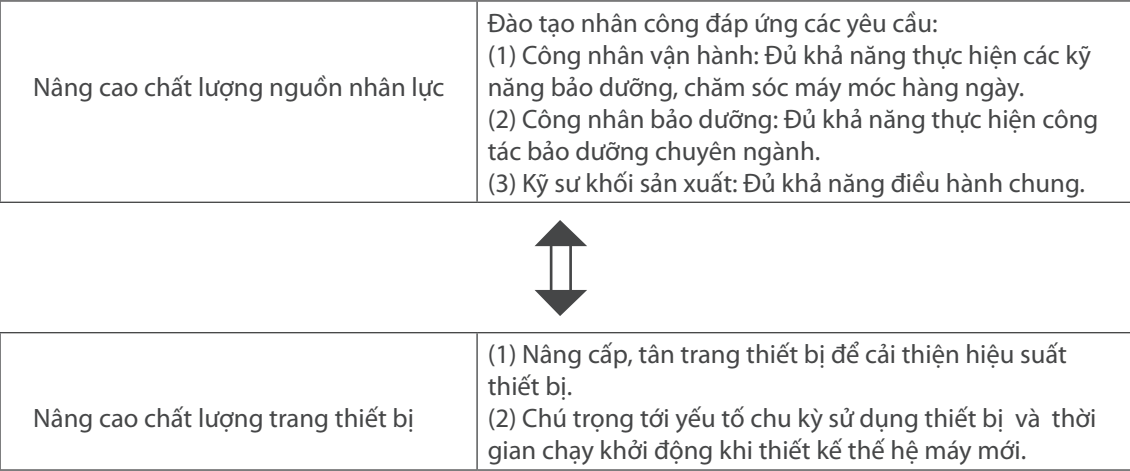 Nâng cao chất lượng nguồn nhân lực
Đào tạo nhân công đáp ứng các yêu cầu:
(1) Công nhân vận hành: Đủ khả năng thực hiện các kỹ
năng bảo dưỡng, chăm sóc máy móc hàng ngày.
(2) Công nhân bảo dưỡng: Đủ khả năng thực hiện công
tác bảo dưỡng chuyên ngành.
(3) Kỹ sư khối sản xuất: Đủ khả năng điều hành chung.
Nâng cao chất lượng trang thiết bị
(1) Nâng cấp, tân trang thiết bị để cải thiện hiệu suất
thiết bị.
(2) Chú trọng tới yếu tố chu kỳ sử dụng thiết bị và thời
gian chạy khởi động khi thiết kế thế hệ máy mới.